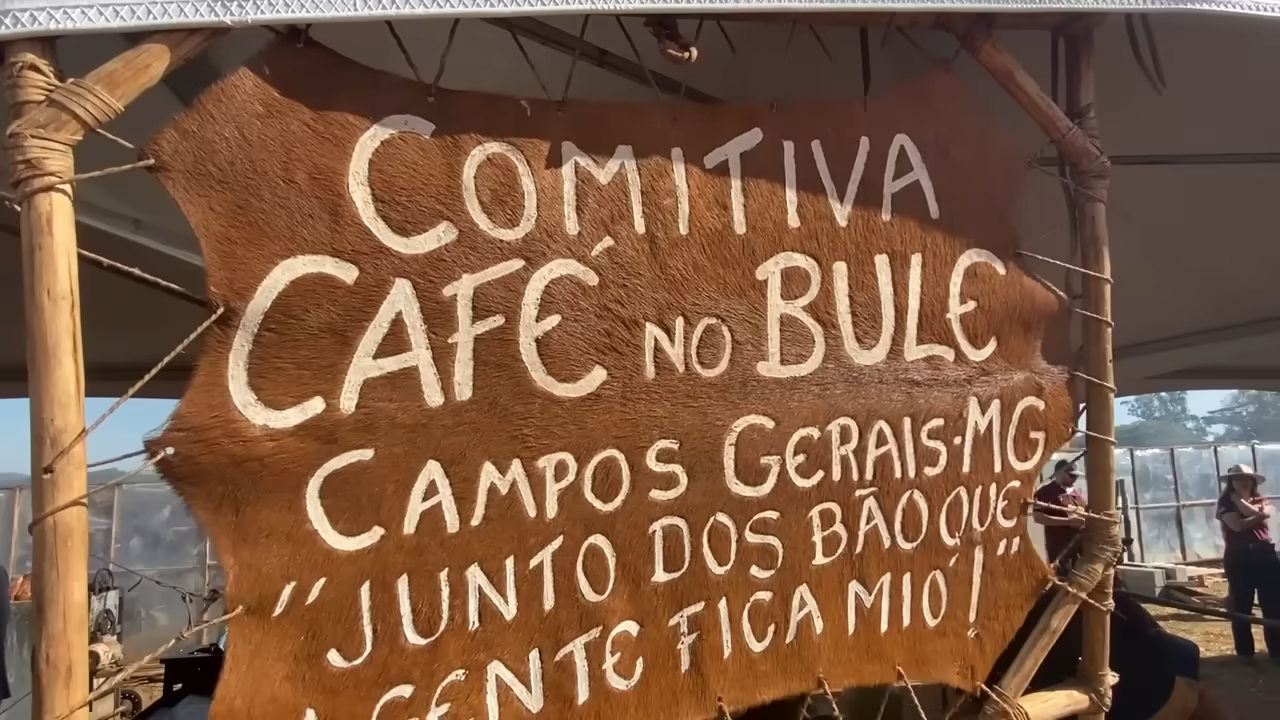 COMITIVA
CAFÉ NO BULE
CAMPOS GERAIS-MG
"JUNTO DOS BÃO QUE
A GENTE FICA MIÓ!"